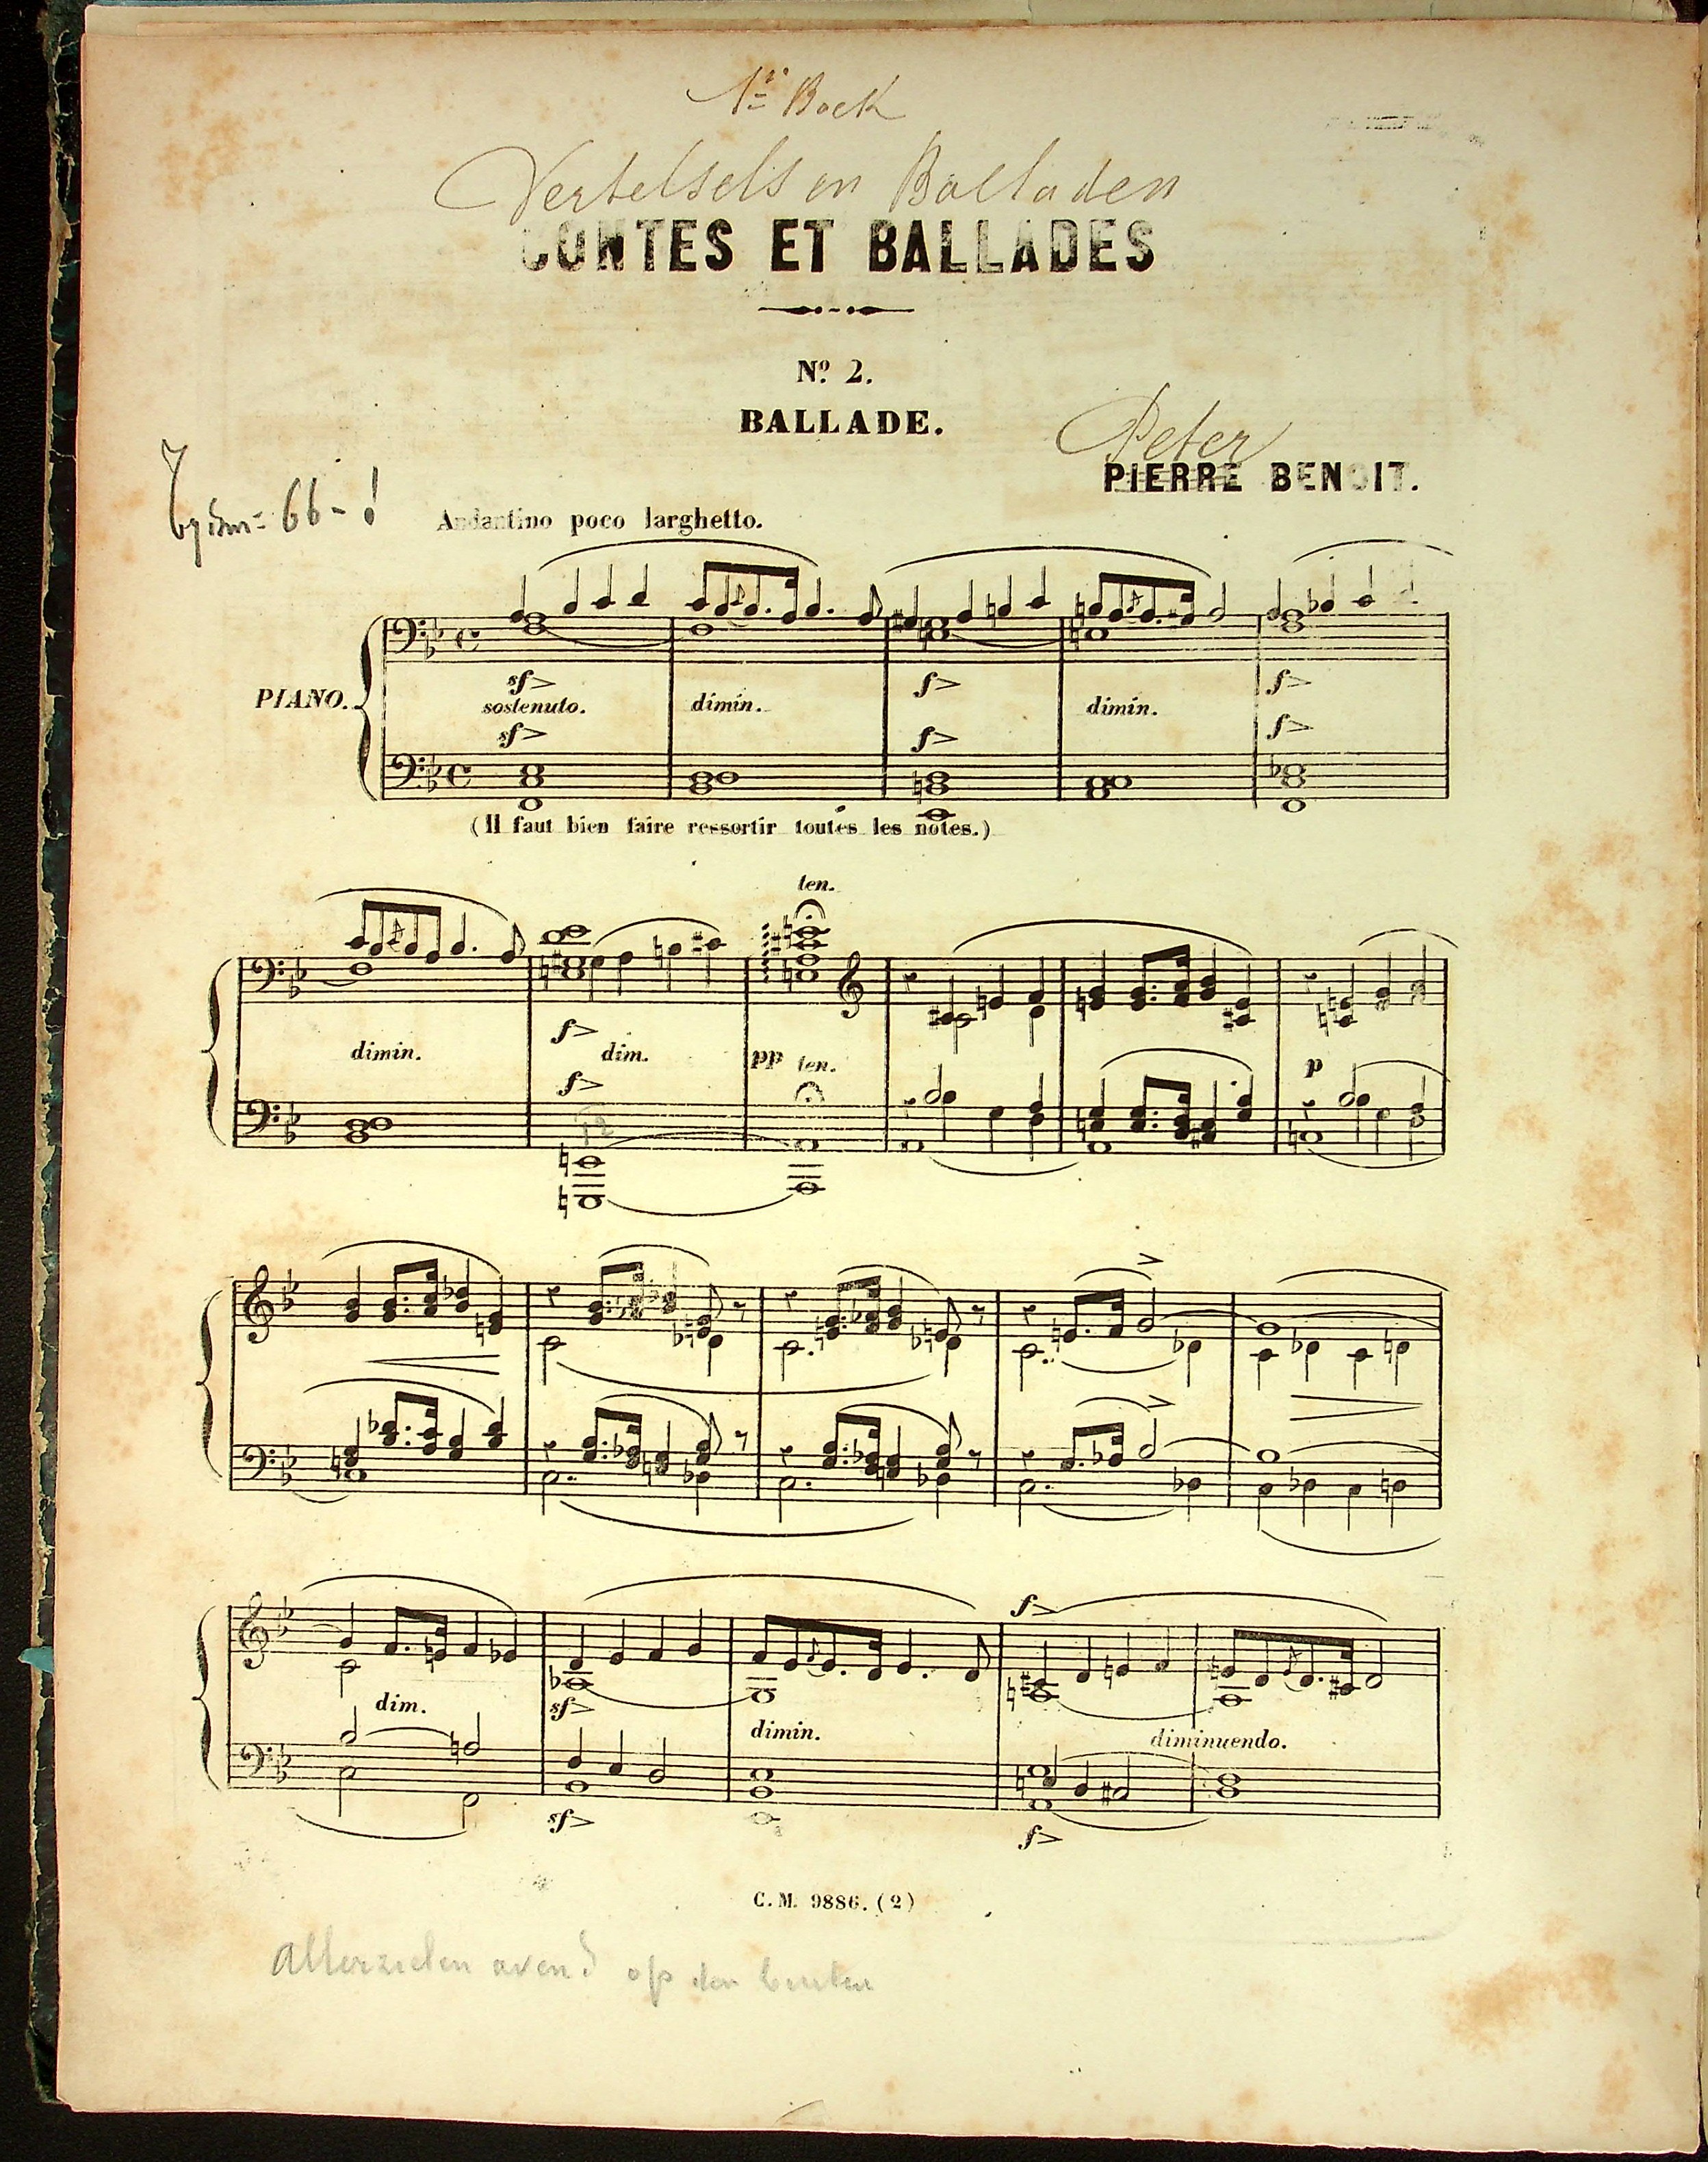 1e Boek
Vertelsels en Balladen
CONTES ET BALLADES
Nº 2.
BALLADE.
Peter
PIERRE BENOIT.
66 - !
Andantino poco larghetto.
PIANO.
sf>
sostenuto.
sf>
dimin.
f>
f>
dimin.
f>
f>
(Il faut bien faire ressortir toutes les notes.)
ten.
dimin.
f>
dim.
f>
pp ten.
p
dim.
sf>
sf>
dimin.
f>
diminuendo.
f>
C. M. 9886. (2)
Allerzielen avond op den